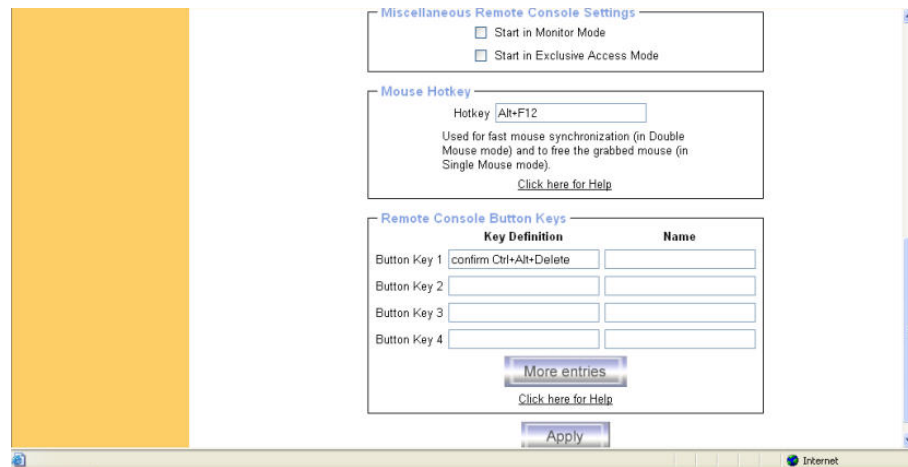 Miscellaneous Remote Console Settings
Start in Monitor Mode
Start in Exclusive Access Mode
Mouse Hotkey
Hotkey Alt+F12
Used for fast mouse synchronization (in Double
Mouse mode) and to free the grabbed mouse (in
Single Mouse mode).
Click here for Help
Remote Console Button Keys
Key Definition Name
Button Key 1 confirm Ctrl+Alt+Delete
Button Key 2
Button Key 3
Button Key 4
More entries
Click here for Help
Apply
Internet